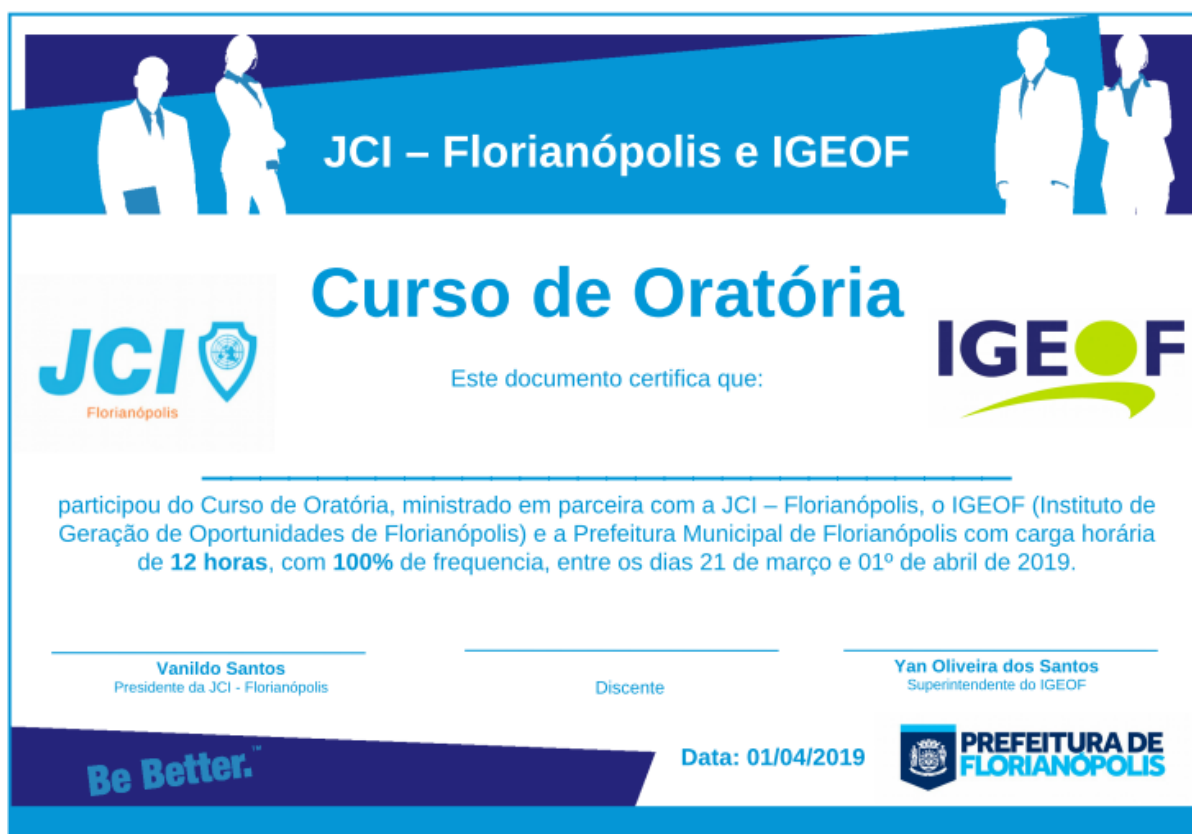 JCI – Florianópolis e IGEOF
Curso de Oratória
JCI
Florianópolis
IGEOF
Este documento certifica que:
participou do Curso de Oratória, ministrado em parceira com a JCI – Florianópolis, o IGEOF (Instituto de
Geração de Oportunidades de Florianópolis) e a Prefeitura Municipal de Florianópolis com carga horária
de 12 horas, com 100% de frequencia, entre os dias 21 de março e 01º de abril de 2019.
Vanildo Santos
Presidente da JCI - Florianópolis
Discente
Yan Oliveira dos Santos
Superintendente do IGEOF
Be Better.™
Data: 01/04/2019
PREFEITURA DE
FLORIANÓPOLIS